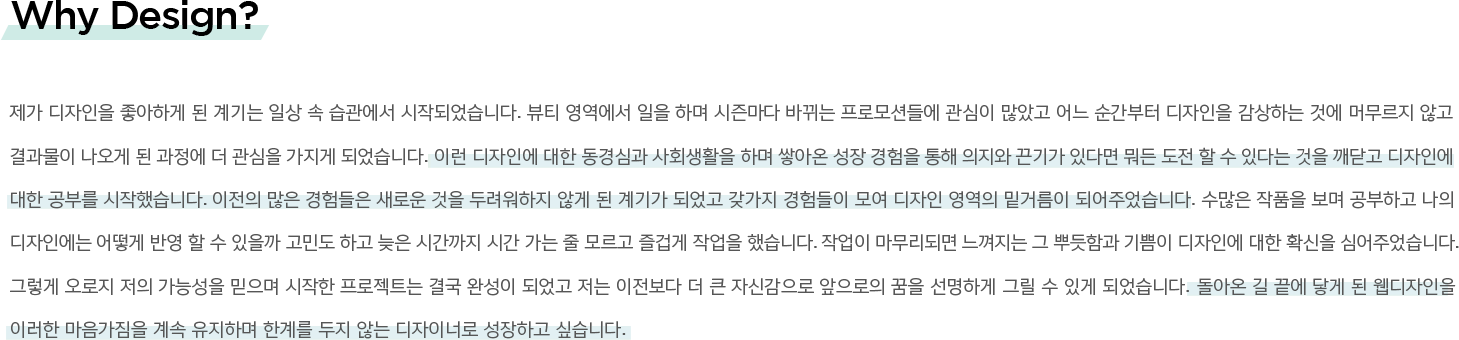 Why Design?
제가 디자인을 좋아하게 된 계기는 일상 속 습관에서 시작되었습니다. 뷰티 영역에서 일을 하며 시즌마다 바뀌는 프로모션들에 관심이 많았고 어느 순간부터 디자인을 감상하는 것에 머무르지 않고
결과물이 나오게 된 과정에 더 관심을 가지게 되었습니다. 이런 디자인에 대한 동경심과 사회생활을 하며 쌓아온 성장 경험을 통해 의지와 끈기가 있다면 뭐든 도전 할 수 있다는 것을 깨닫고 디자인에
대한 공부를 시작했습니다. 이전의 많은 경험들은 새로운 것을 두려워하지 않게 된 계기가 되었고 갖가지 경험들이 모여 디자인 영역의 밑거름이 되어주었습니다. 수많은 작품을 보며 공부하고 나의
디자인에는 어떻게 반영 할 수 있을까 고민도 하고 늦은 시간까지 시간 가는 줄 모르고 즐겁게 작업을 했습니다. 작업이 마무리되면 느껴지는 그 뿌듯함과 기쁨이 디자인에 대한 확신을 심어주었습니다.
그렇게 오로지 저의 가능성을 믿으며 시작한 프로젝트는 결국 완성이 되었고 저는 이전보다 더 큰 자신감으로 앞으로의 꿈을 선명하게 그릴 수 있게 되었습니다. 돌아온 길 끝에 닿게 된 웹디자인을
이러한 마음가짐을 계속 유지하며 한계를 두지 않는 디자이너로 성장하고 싶습니다.